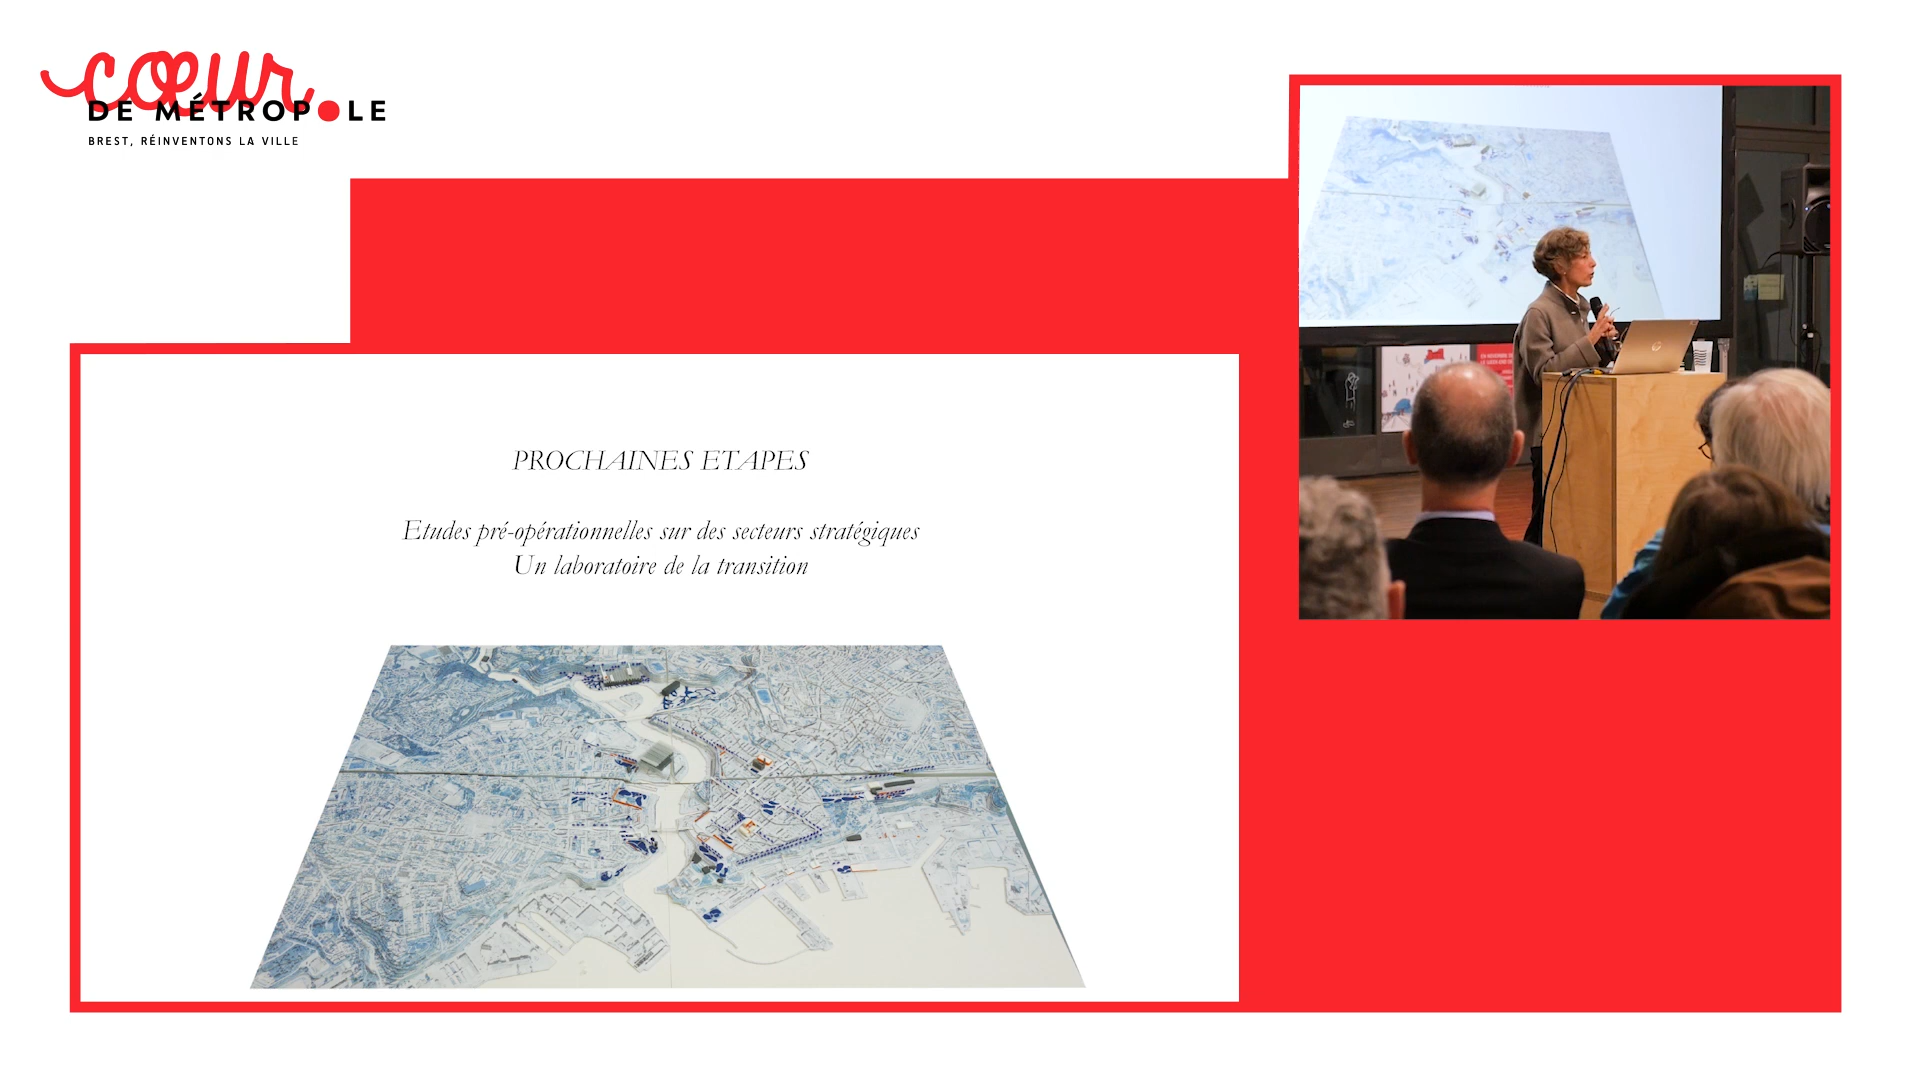 cœur
DE MÉTROPOLE
BREST, RÉINVENTONS LA VILLE
PROCHAINES ETAPES
Etudes pré-opérationnelles sur des secteurs stratégiques
Un laboratoire de la transition